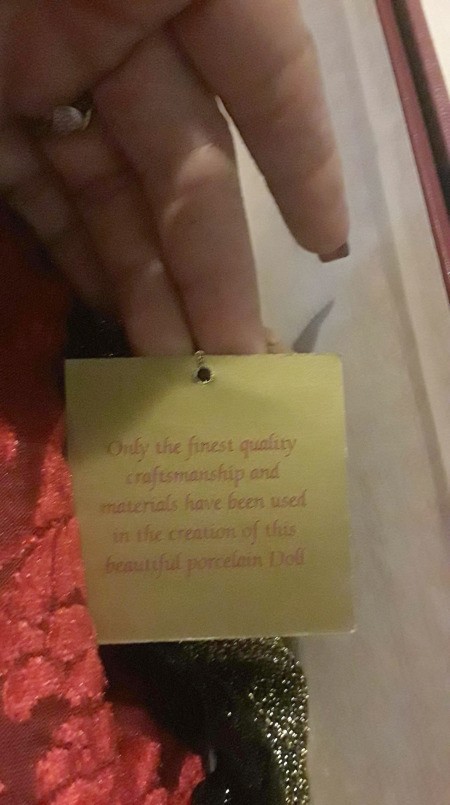 Only the finest quality
craftsmanship and
materials have been used
in the creation of this
beautiful porcelain Doll